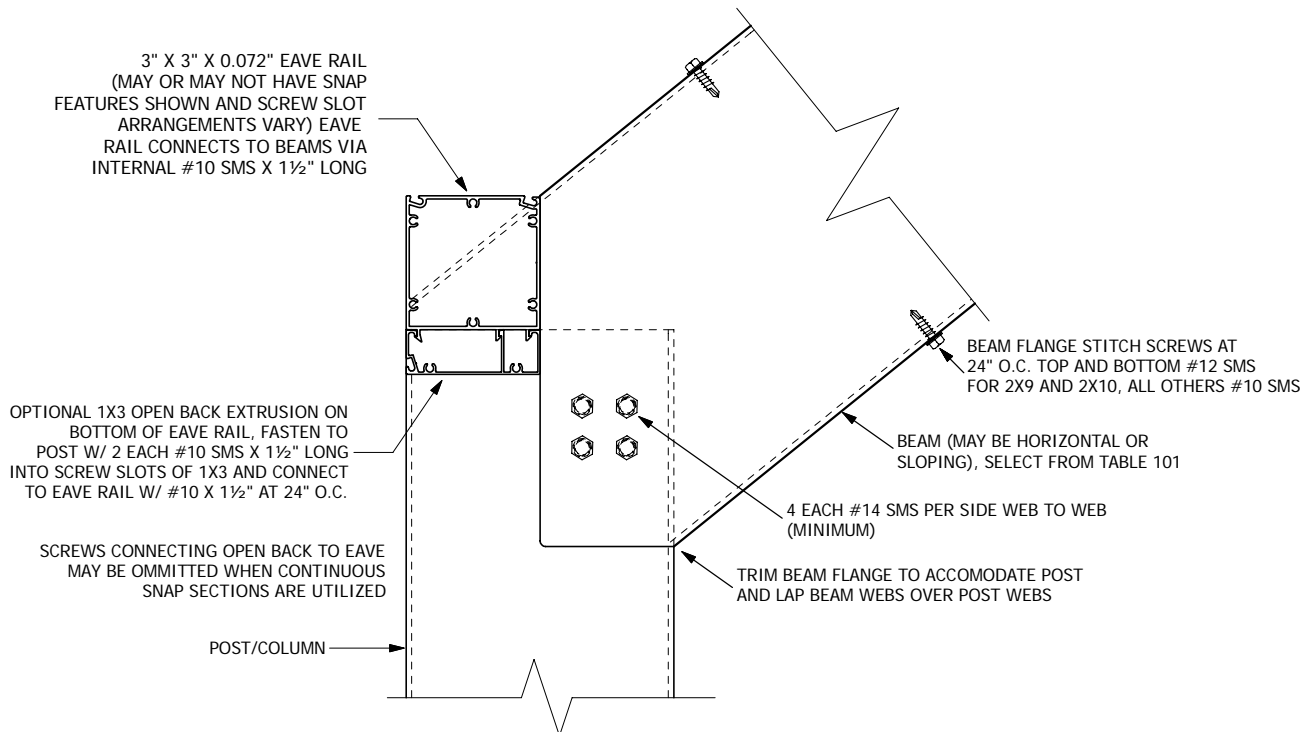 3" X 3" X 0.072" EAVE RAIL
(MAY OR MAY NOT HAVE SNAP
FEATURES SHOWN AND SCREW SLOT
ARRANGEMENTS VARY) EAVE
RAIL CONNECTS TO BEAMS VIA
INTERNAL #10 SMS X 1½" LONG
OPTIONAL 1X3 OPEN BACK EXTRUSION ON
BOTTOM OF EAVE RAIL, FASTEN TO
POST W/ 2 EACH #10 SMS X 1½" LONG
INTO SCREW SLOTS OF 1X3 AND CONNECT
TO EAVE RAIL W/ #10 X 1½" AT 24" O.C.
SCREWS CONNECTING OPEN BACK TO EAVE
MAY BE OMMITTED WHEN CONTINUOUS
SNAP SECTIONS ARE UTILIZED
POST/COLUMN
BEAM FLANGE STITCH SCREWS AT
24" O.C. TOP AND BOTTOM #12 SMS
FOR 2X9 AND 2X10, ALL OTHERS #10 SMS
BEAM (MAY BE HORIZONTAL OR
SLOPING), SELECT FROM TABLE 101
4 EACH #14 SMS PER SIDE WEB TO WEB
(MINIMUM)
TRIM BEAM FLANGE TO ACCOMODATE POST
AND LAP BEAM WEBS OVER POST WEBS